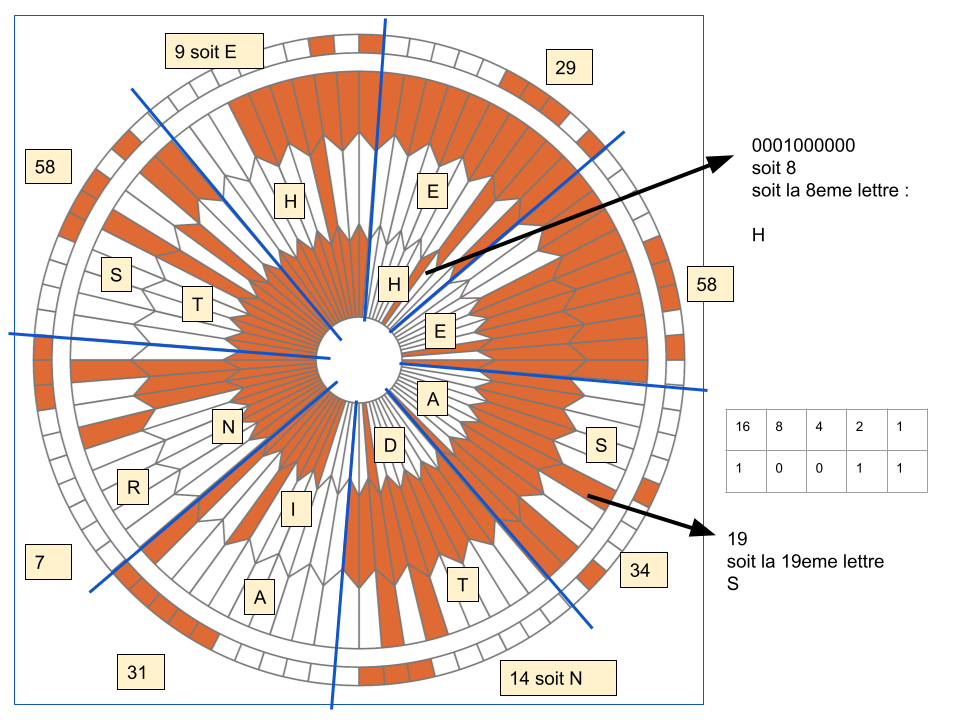 9 soit E
29
58
0001000000
soit 8
soit la 8eme lettre :
H
H
E
H
S
T
E
58
A
N
D
S
16 8 4 2 1
1 0 0 1 1
R
I
A
T
19
soit la 19eme lettre
S
7
34
31
14 soit N